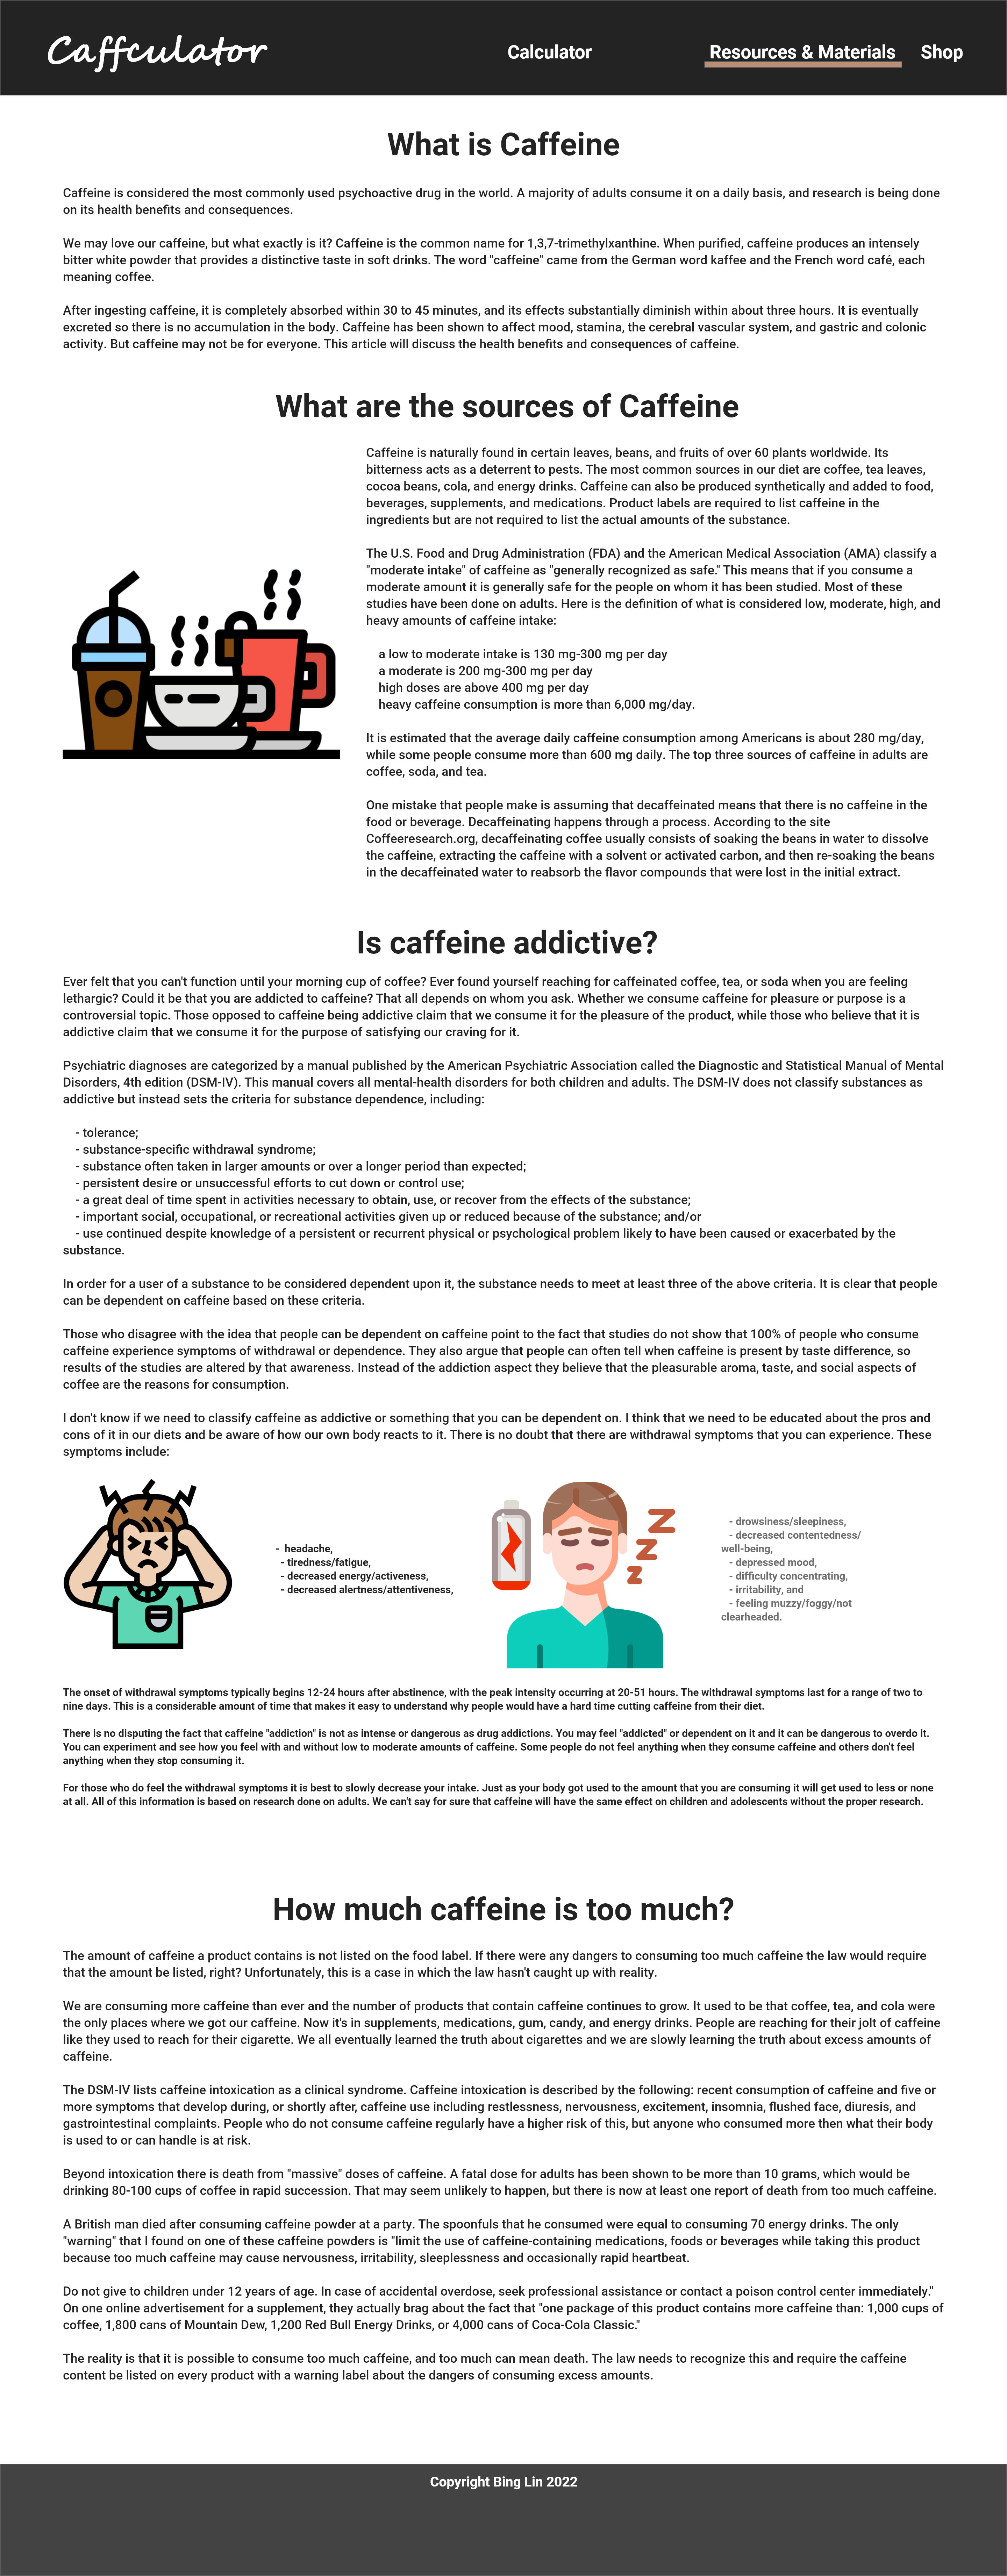 Caffculator
Calculator
Resources & Materials
Shop
What is Caffeine
Caffeine is considered the most commonly used psychoactive drug in the world. A majority of adults consume it on a daily basis, and research is being done
on its health benefits and consequences.
We may love our caffeine, but what exactly is it? Caffeine is the common name for 1,3,7-trimethylxanthine. When purified, caffeine produces an intensely
bitter white powder that provides a distinctive taste in soft drinks. The word "caffeine" came from the German word kaffee and the French word café, each
meaning coffee.
After ingesting caffeine, it is completely absorbed within 30 to 45 minutes, and its effects substantially diminish within about three hours. It is eventually
excreted so there is no accumulation in the body. Caffeine has been shown to affect mood, stamina, the cerebral vascular system, and gastric and colonic
activity. But caffeine may not be for everyone. This article will discuss the health benefits and consequences of caffeine.
What are the sources of Caffeine
Caffeine is naturally found in certain leaves, beans, and fruits of over 60 plants worldwide. Its
bitterness acts as a deterrent to pests. The most common sources in our diet are coffee, tea leaves,
cocoa beans, cola, and energy drinks. Caffeine can also be produced synthetically and added to food,
beverages, supplements, and medications. Product labels are required to list caffeine in the
ingredients but are not required to list the actual amounts of the substance.
The U.S. Food and Drug Administration (FDA) and the American Medical Association (AMA) classify a
"moderate intake" of caffeine as "generally recognized as safe." This means that if you consume a
moderate amount it is generally safe for the people on whom it has been studied. Most of these
studies have been done on adults. Here is the definition of what is considered low, moderate, high, and
heavy amounts of caffeine intake:
a low to moderate intake is 130 mg-300 mg per day
a moderate is 200 mg-300 mg per day
high doses are above 400 mg per day
heavy caffeine consumption is more than 6,000 mg/day.
It is estimated that the average daily caffeine consumption among Americans is about 280 mg/day,
while some people consume more than 600 mg daily. The top three sources of caffeine in adults are
coffee, soda, and tea.
One mistake that people make is assuming that decaffeinated means that there is no caffeine in the
food or beverage. Decaffeinating happens through a process. According to the site
Coffeeresearch.org, decaffeinating coffee usually consists of soaking the beans in water to dissolve
the caffeine, extracting the caffeine with a solvent or activated carbon, and then re-soaking the beans
in the decaffeinated water to reabsorb the flavor compounds that were lost in the initial extract.
Is caffeine addictive?
Ever felt that you can't function until your morning cup of coffee? Ever found yourself reaching for caffeinated coffee, tea, or soda when you are feeling
lethargic? Could it be that you are addicted to caffeine? That all depends on whom you ask. Whether we consume caffeine for pleasure or purpose is a
controversial topic. Those opposed to caffeine being addictive claim that we consume it for the pleasure of the product, while those who believe that it is
addictive claim that we consume it for the purpose of satisfying our craving for it.
Psychiatric diagnoses are categorized by a manual published by the American Psychiatric Association called the Diagnostic and Statistical Manual of Mental
Disorders, 4th edition (DSM-IV). This manual covers all mental-health disorders for both children and adults. The DSM-IV does not classify substances as
addictive but instead sets the criteria for substance dependence, including:
- tolerance;
- substance-specific withdrawal syndrome;
- substance often taken in larger amounts or over a longer period than expected;
- persistent desire or unsuccessful efforts to cut down or control use;
- a great deal of time spent in activities necessary to obtain, use, or recover from the effects of the substance;
- important social, occupational, or recreational activities given up or reduced because of the substance; and/or
- use continued despite knowledge of a persistent or recurrent physical or psychological problem likely to have been caused or exacerbated by the
substance.
In order for a user of a substance to be considered dependent upon it, the substance needs to meet at least three of the above criteria. It is clear that people
can be dependent on caffeine based on these criteria.
Those who disagree with the idea that people can be dependent on caffeine point to the fact that studies do not show that 100% of people who consume
caffeine experience symptoms of withdrawal or dependence. They also argue that people can often tell when caffeine is present by taste difference, so
results of the studies are altered by that awareness. Instead of the addiction aspect they believe that the pleasurable aroma, taste, and social aspects of
coffee are the reasons for consumption.
I don't know if we need to classify caffeine as addictive or something that you can be dependent on. I think that we need to be educated about the pros and
cons of it in our diets and be aware of how our own body reacts to it. There is no doubt that there are withdrawal symptoms that you can experience. These
symptoms include:
- headache,
- tiredness/fatigue,
- decreased energy/activeness,
- decreased alertness/attentiveness,
- drowsiness/sleepiness,
- decreased contentedness/
well-being,
- depressed mood,
- difficulty concentrating,
- irritability, and
- feeling muzzy/foggy/not
clearheaded.
The onset of withdrawal symptoms typically begins 12-24 hours after abstinence, with the peak intensity occurring at 20-51 hours. The withdrawal symptoms last for a range of two to
nine days. This is a considerable amount of time that makes it easy to understand why people would have a hard time cutting caffeine from their diet.
There is no disputing the fact that caffeine "addiction" is not as intense or dangerous as drug addictions. You may feel "addicted" or dependent on it and it can be dangerous to overdo it.
You can experiment and see how you feel with and without low to moderate amounts of caffeine. Some people do not feel anything when they consume caffeine and others don't feel
anything when they stop consuming it.
For those who do feel the withdrawal symptoms it is best to slowly decrease your intake. Just as your body got used to the amount that you are consuming it will get used to less or none
at all. All of this information is based on research done on adults. We can't say for sure that caffeine will have the same effect on children and adolescents without the proper research.
How much caffeine is too much?
The amount of caffeine a product contains is not listed on the food label. If there were any dangers to consuming too much caffeine the law would require
that the amount be listed, right? Unfortunately, this is a case in which the law hasn't caught up with reality.
We are consuming more caffeine than ever and the number of products that contain caffeine continues to grow. It used to be that coffee, tea, and cola were
the only places where we got our caffeine. Now it's in supplements, medications, gum, candy, and energy drinks. People are reaching for their jolt of caffeine
like they used to reach for their cigarette. We all eventually learned the truth about cigarettes and we are slowly learning the truth about excess amounts of
caffeine.
The DSM-IV lists caffeine intoxication as a clinical syndrome. Caffeine intoxication is described by the following: recent consumption of caffeine and five or
more symptoms that develop during, or shortly after, caffeine use including restlessness, nervousness, excitement, insomnia, flushed face, diuresis, and
gastrointestinal complaints. People who do not consume caffeine regularly have a higher risk of this, but anyone who consumed more then what their body
is used to or can handle is at risk.
Beyond intoxication there is death from "massive" doses of caffeine. A fatal dose for adults has been shown to be more than 10 grams, which would be
drinking 80-100 cups of coffee in rapid succession. That may seem unlikely to happen, but there is now at least one report of death from too much caffeine.
A British man died after consuming caffeine powder at a party. The spoonfuls that he consumed were equal to consuming 70 energy drinks. The only
"warning" that I found on one of these caffeine powders is "limit the use of caffeine-containing medications, foods or beverages while taking this product
because too much caffeine may cause nervousness, irritability, sleeplessness and occasionally rapid heartbeat.
Do not give to children under 12 years of age. In case of accidental overdose, seek professional assistance or contact a poison control center immediately."
On one online advertisement for a supplement, they actually brag about the fact that "one package of this product contains more caffeine than: 1,000 cups of
coffee, 1,800 cans of Mountain Dew, 1,200 Red Bull Energy Drinks, or 4,000 cans of Coca-Cola Classic."
The reality is that it is possible to consume too much caffeine, and too much can mean death. The law needs to recognize this and require the caffeine
content be listed on every product with a warning label about the dangers of consuming excess amounts.
Copyright Bing Lin 2022